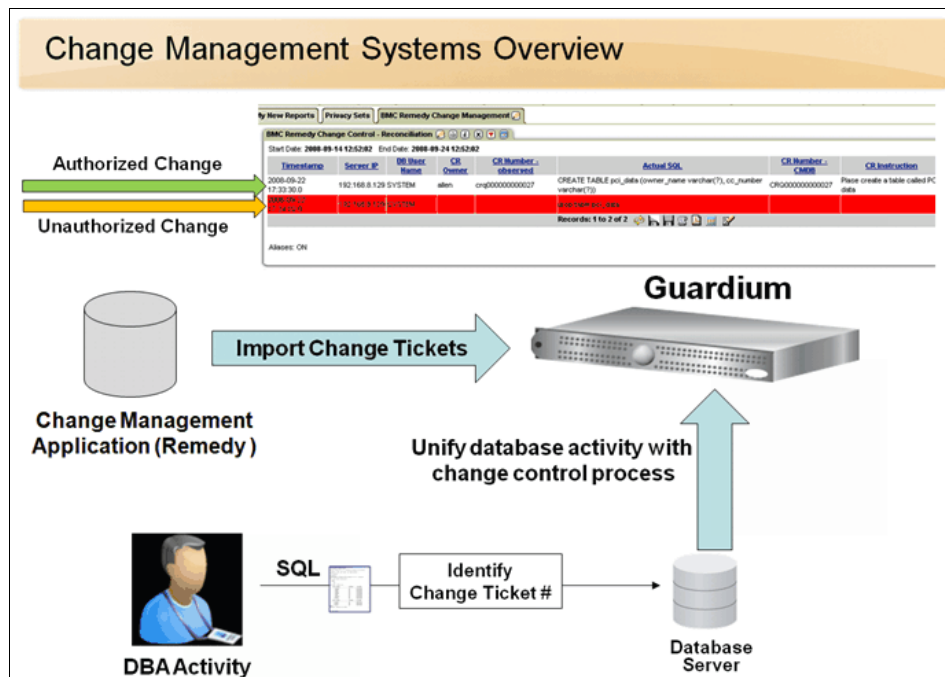 Change Management Systems Overview
My New Reports Privacy Sets BMC Remedy Change Management
BMC Remedy Change Control - Reconciliation
Start Date: 2008-09-14 12:52:02 End Date: 2008-09-24 12:52:02
Timestamp Server IP DB User Name CR Owner CR Number - observed Actual SQL CR Number - CMDB CR Instruction
2008-09-22 17:33:30.0 192.168.8.129 SYSTEM allen crq000000000027 CREATE TABLE pci_data (owner_name varchar(?), cc_number varchar(?)) CRQ000000000027 Please create a table called PC data
SYSTEM
Records: 1 to 2 of 2
Aliases: ON
Authorized Change
Unauthorized Change
Guardium
Import Change Tickets
Change Management
Application (Remedy )
Unify database activity with
change control process
SQL
Identify
Change Ticket #
DBA Activity
Database
Server